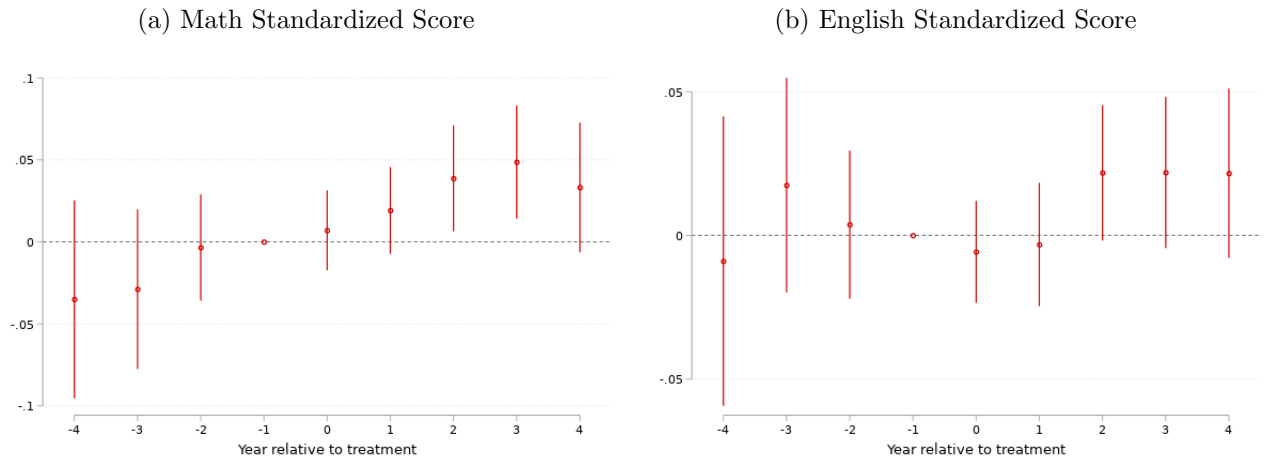 (a) Math Standardized Score
.1
.05
0
-.05
-.1
-4 -3 -2 -1 0 1 2 3 4
Year relative to treatment
(b) English Standardized Score
.05
0
-.05
-4 -3 -2 -1 0 1 2 3 4
Year relative to treatment